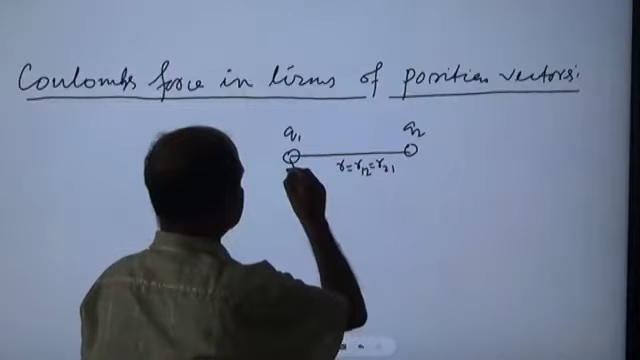 Coulombs force in terms of position vectors:
q₁ q₂
r = r₁₂ = r₂₁